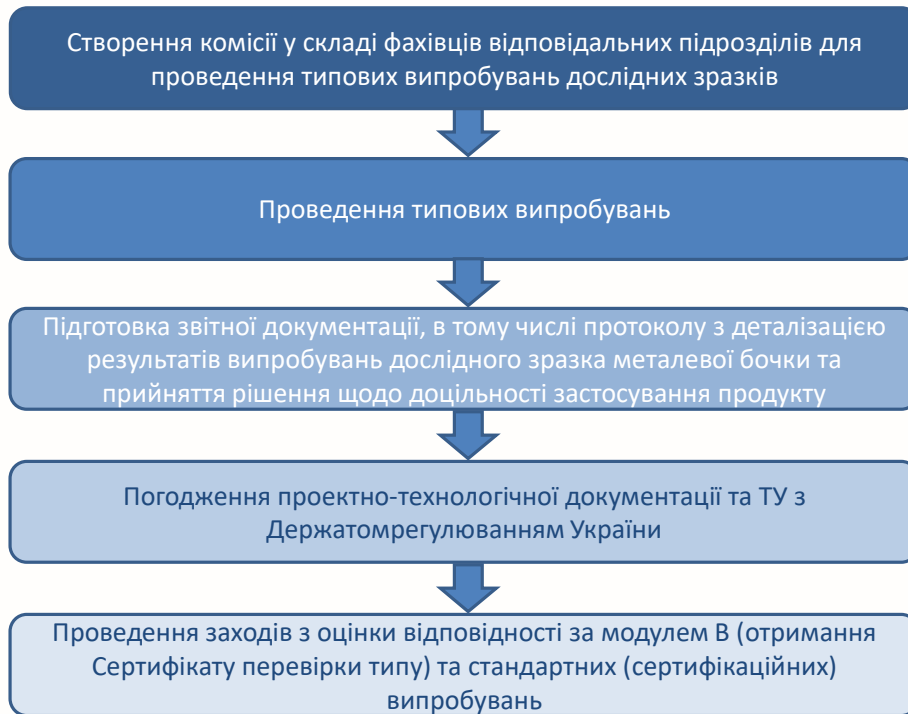 Створення комісії у складі фахівців відповідальних підрозділів для
проведення типових випробувань дослідних зразків
Проведення типових випробувань
Підготовка звітної документації, в тому числі протоколу з деталізацією
результатів випробувань дослідного зразка металевої бочки та
прийняття рішення щодо доцільності застосування продукту
Погодження проектно-технологічної документації та ТУ з
Держатомрегулюванням України
Проведення заходів з оцінки відповідності за модулем В (отримання
Сертифікату перевірки типу) та стандартних (сертифікаційних)
випробувань